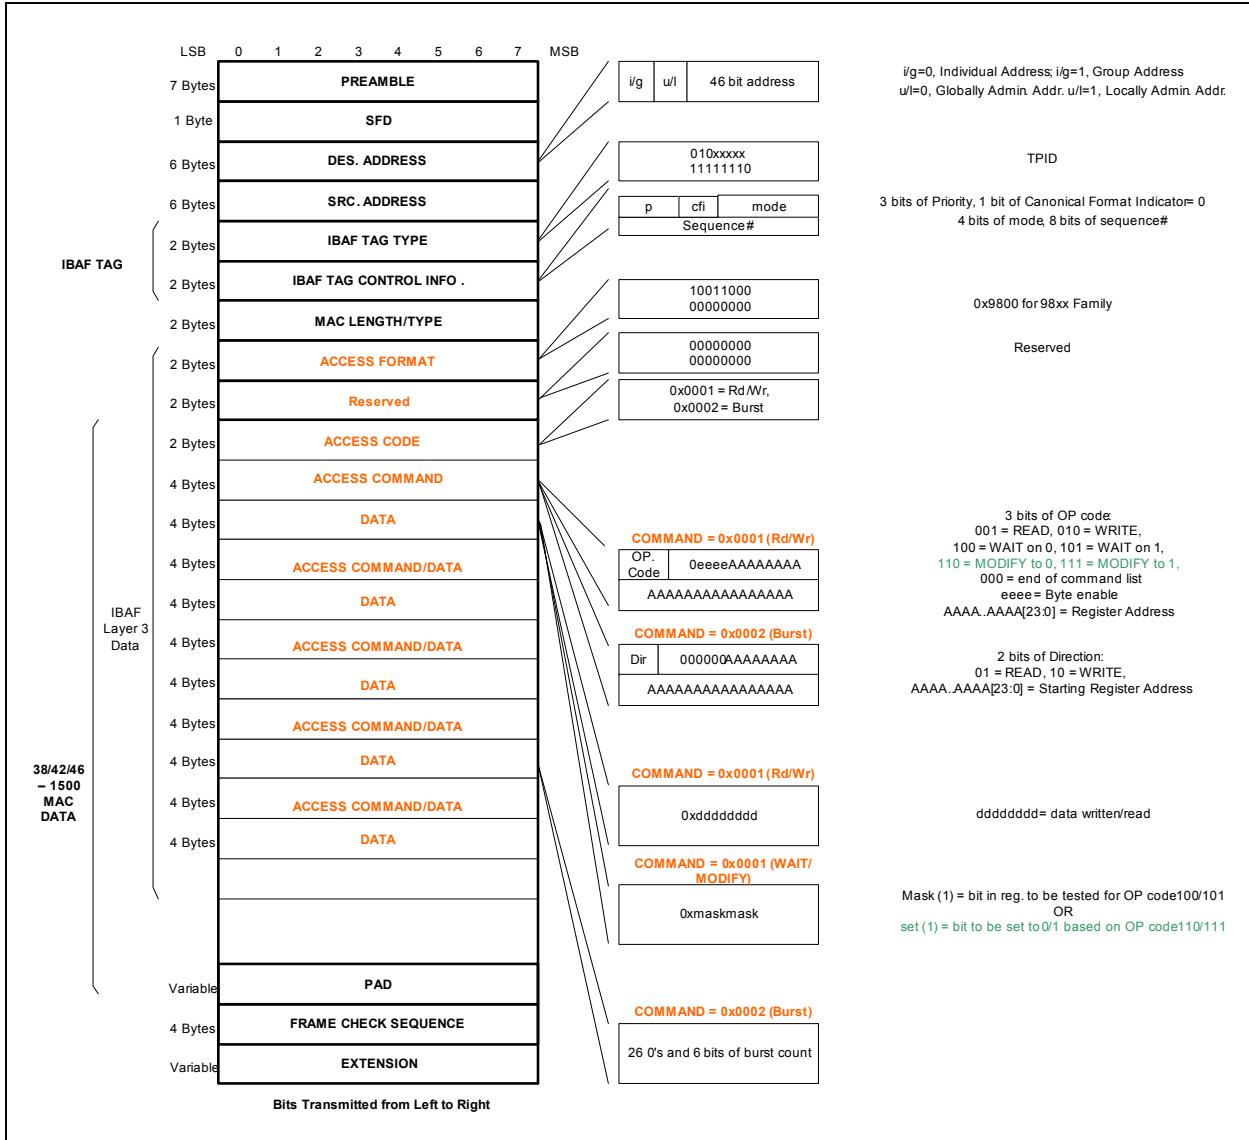 LSB 0 1 2 3 4 5 6 7 MSB
7 Bytes PREAMBLE
1 Byte SFD
6 Bytes DES. ADDRESS
6 Bytes SRC. ADDRESS
IBAF TAG
2 Bytes IBAF TAG TYPE
2 Bytes IBAF TAG CONTROL INFO .
2 Bytes MAC LENGTH/TYPE
2 Bytes ACCESS FORMAT
2 Bytes Reserved
2 Bytes ACCESS CODE
4 Bytes ACCESS COMMAND
4 Bytes DATA
4 Bytes ACCESS COMMAND/DATA
4 Bytes DATA
4 Bytes ACCESS COMMAND/DATA
4 Bytes DATA
4 Bytes ACCESS COMMAND/DATA
4 Bytes DATA
4 Bytes ACCESS COMMAND/DATA
4 Bytes DATA
IBAF
Layer 3
Data
38/42/46
– 1500
MAC
DATA
Variable PAD
4 Bytes FRAME CHECK SEQUENCE
Variable EXTENSION
Bits Transmitted from Left to Right
i/g u/l 46 bit address
i/g=0, Individual Address; i/g=1, Group Address
u/l=0, Globally Admin. Addr. u/l=1, Locally Admin. Addr.
010xxxxx
11111110
TPID
p cfi mode
Sequence#
3 bits of Priority, 1 bit of Canonical Format Indicator= 0
4 bits of mode, 8 bits of sequence#
10011000
00000000
0x9800 for 98xx Family
00000000
00000000
Reserved
0x0001 = Rd/Wr,
0x0002 = Burst
COMMAND = 0x0001 (Rd/Wr)
OP. Code 0eeeeAAAAAAAA
AAAAAAAAAAAAAAAA
3 bits of OP code:
001 = READ, 010 = WRITE,
100 = WAIT on 0, 101 = WAIT on 1,
110 = MODIFY to 0, 111 = MODIFY to 1,
000 = end of command list
eeee = Byte enable
AAAA..AAAA[23:0] = Register Address
COMMAND = 0x0002 (Burst)
Dir 000000AAAAAAAA
AAAAAAAAAAAAAAAA
2 bits of Direction:
01 = READ, 10 = WRITE,
AAAA..AAAA[23:0] = Starting Register Address
COMMAND = 0x0001 (Rd/Wr)
0xdddddddd
dddddddd= data written/read
COMMAND = 0x0001 (WAIT/
MODIFY)
0xmaskmask
Mask (1) = bit in reg. to be tested for OP code100/101
OR
set (1) = bit to be set to 0/1 based on OP code110/111
COMMAND = 0x0002 (Burst)
26 0's and 6 bits of burst count